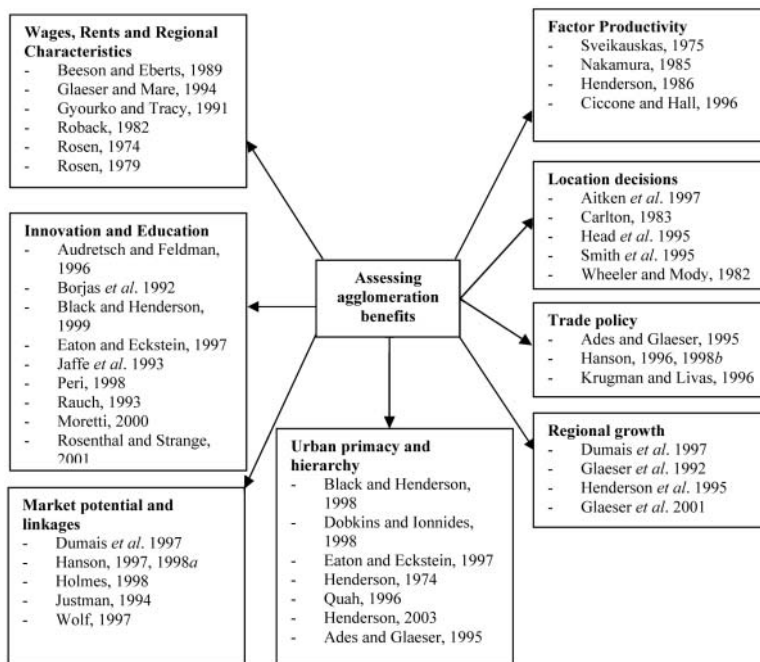 Wages, Rents and Regional
Characteristics
- Beeson and Eberts, 1989
- Glaeser and Mare, 1994
- Gyourko and Tracy, 1991
- Roback, 1982
- Rosen, 1974
- Rosen, 1979
Innovation and Education
- Audretsch and Feldman,
1996
- Borjas et al. 1992
- Black and Henderson,
1999
- Eaton and Eckstein, 1997
- Jaffe et al. 1993
- Peri, 1998
- Rauch, 1993
- Moretti, 2000
- Rosenthal and Strange,
2001
Market potential and
linkages
- Dumais et al. 1997
- Hanson, 1997, 1998a
- Holmes, 1998
- Justman, 1994
- Wolf, 1997
Assessing
agglomeration
benefits
Urban primacy and
hierarchy
- Black and Henderson,
1998
- Dobkins and Ionnides,
1998
- Eaton and Eckstein, 1997
- Henderson, 1974
- Quah, 1996
- Henderson, 2003
- Ades and Glaeser, 1995
Factor Productivity
- Sveikauskas, 1975
- Nakamura, 1985
- Henderson, 1986
- Ciccone and Hall, 1996
Location decisions
- Aitken et al. 1997
- Carlton, 1983
- Head et al. 1995
- Smith et al. 1995
- Wheeler and Mody, 1982
Trade policy
- Ades and Glaeser, 1995
- Hanson, 1996, 1998b
- Krugman and Livas, 1996
Regional growth
- Dumais et al. 1997
- Glaeser et al. 1992
- Henderson et al. 1995
- Glaeser et al. 2001